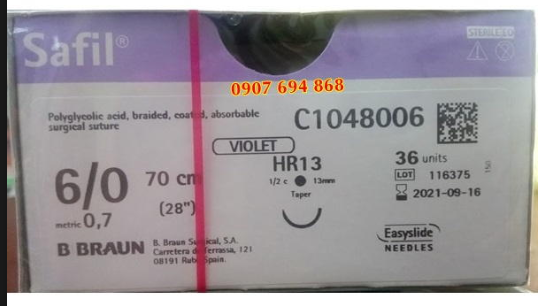 Safil®
STERILE EO
0907 694 868
Polyglycolic acid, braided, coated, absorbable
surgical suture
C1048006
VIOLET
HR13
1/2 c 13mm
Taper
36 units
LOT 116375
2021-09-16
6/0 70 cm
(28")
metric 0,7
B BRAUN
B. Braun Surgical, S.A.
Carretera de Terrassa, 121
08191 Rubí Spain.
Easyslide
NEEDLES